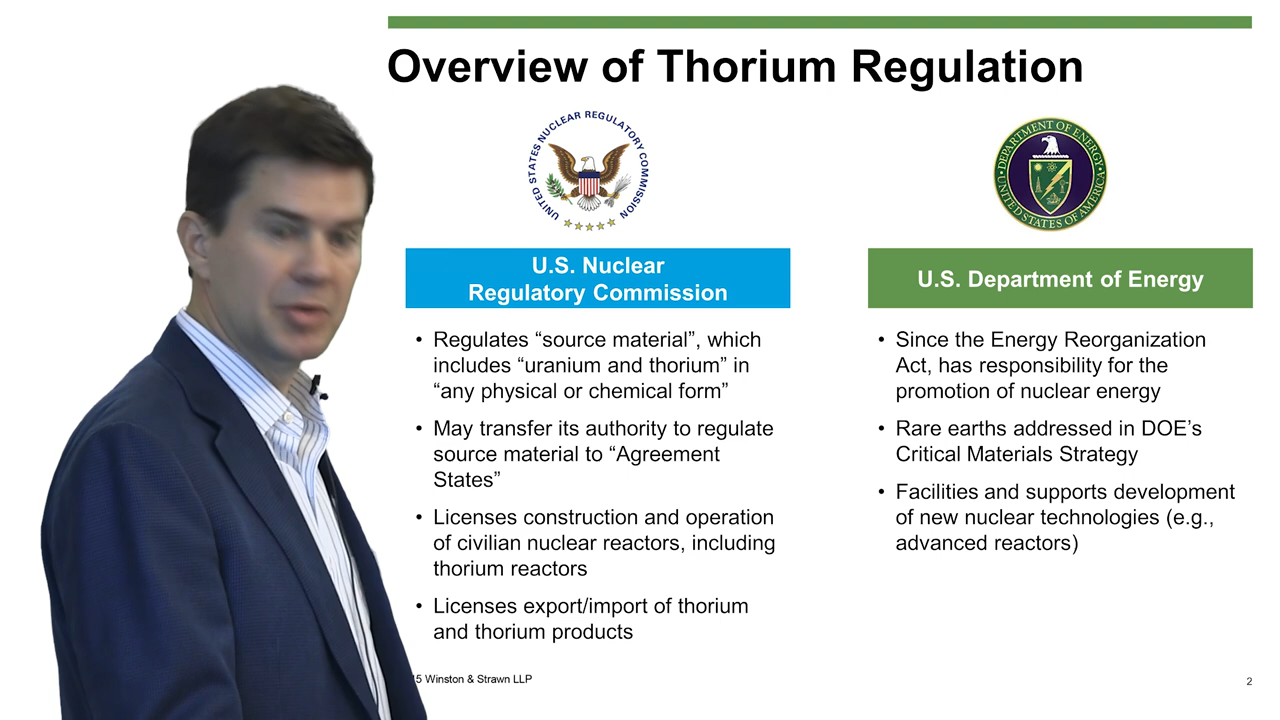 Overview of Thorium Regulation
UNITED STATES NUCLEAR REGULATORY COMMISSION
DEPARTMENT OF ENERGY
UNITED STATES OF AMERICA
U.S. Nuclear
Regulatory Commission
• Regulates “source material”, which
includes “uranium and thorium” in
“any physical or chemical form”
• May transfer its authority to regulate
source material to “Agreement
States”
• Licenses construction and operation
of civilian nuclear reactors, including
thorium reactors
• Licenses export/import of thorium
and thorium products
U.S. Department of Energy
• Since the Energy Reorganization
Act, has responsibility for the
promotion of nuclear energy
• Rare earths addressed in DOE’s
Critical Materials Strategy
• Facilities and supports development
of new nuclear technologies (e.g.,
advanced reactors)
Winston & Strawn LLP
2